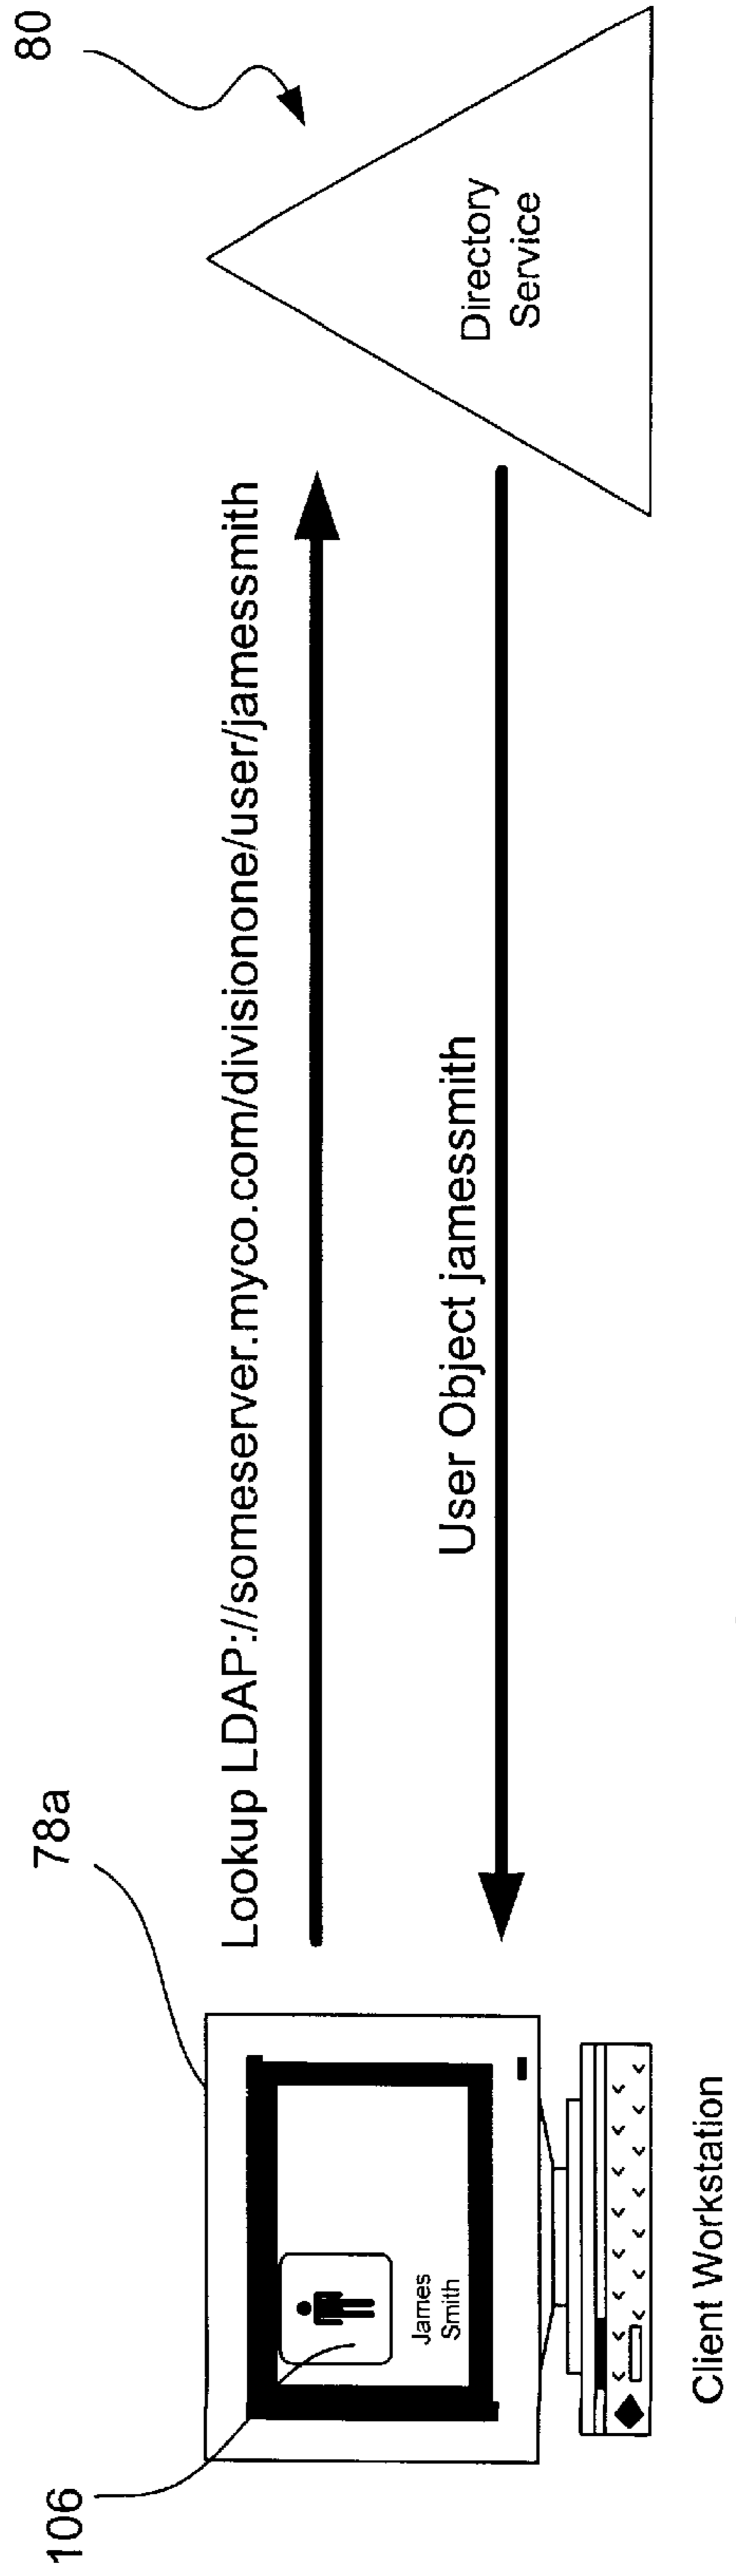 106
78a
80
Lookup LDAP://someserver.myco.com/divisionone/user/jamessmith
User Object jamessmith
James
Smith
Directory
Service
Client Workstation